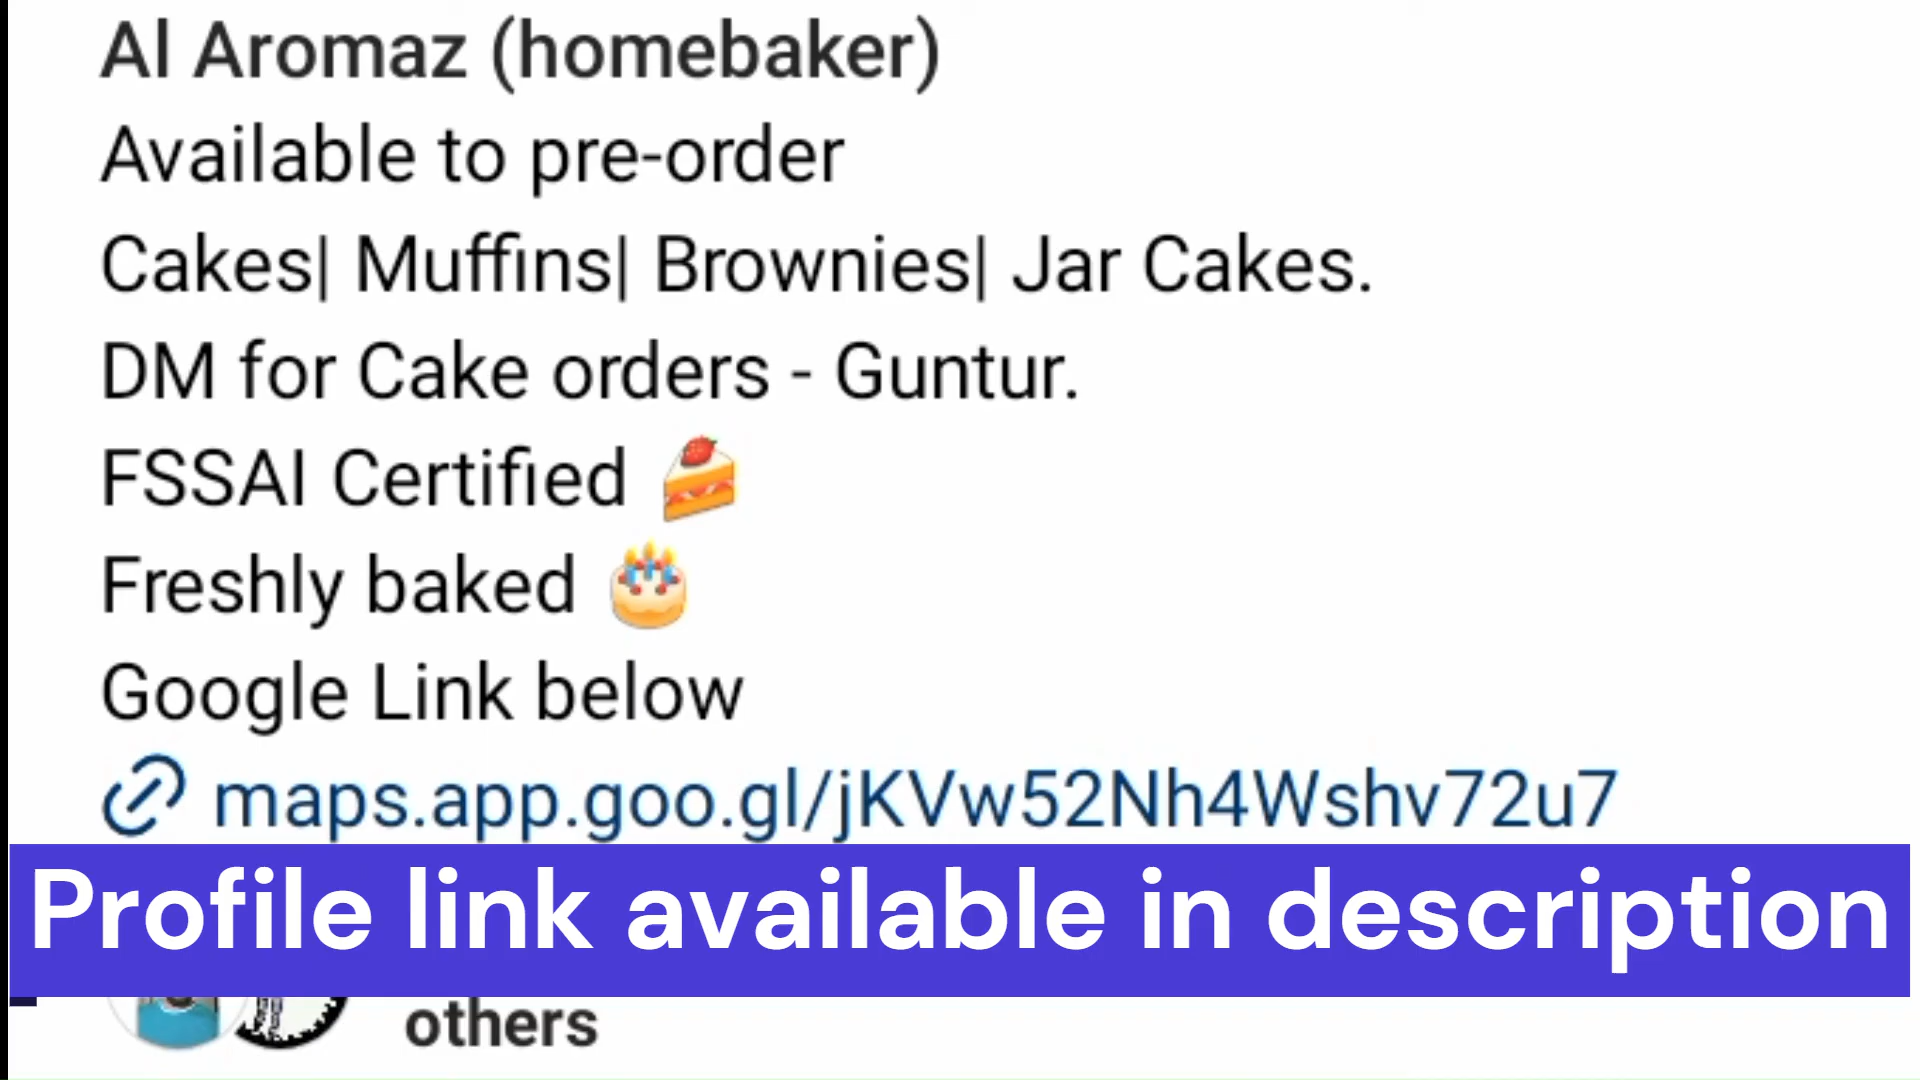 Al Aromaz (homebaker)
Available to pre-order
Cakes| Muffins| Brownies| Jar Cakes.
DM for Cake orders - Guntur.
FSSAI Certified 🍰
Freshly baked 🎂
Google Link below
maps.app.goo.gl/jKVw52Nh4Wshv72u7
Profile link available in description
others